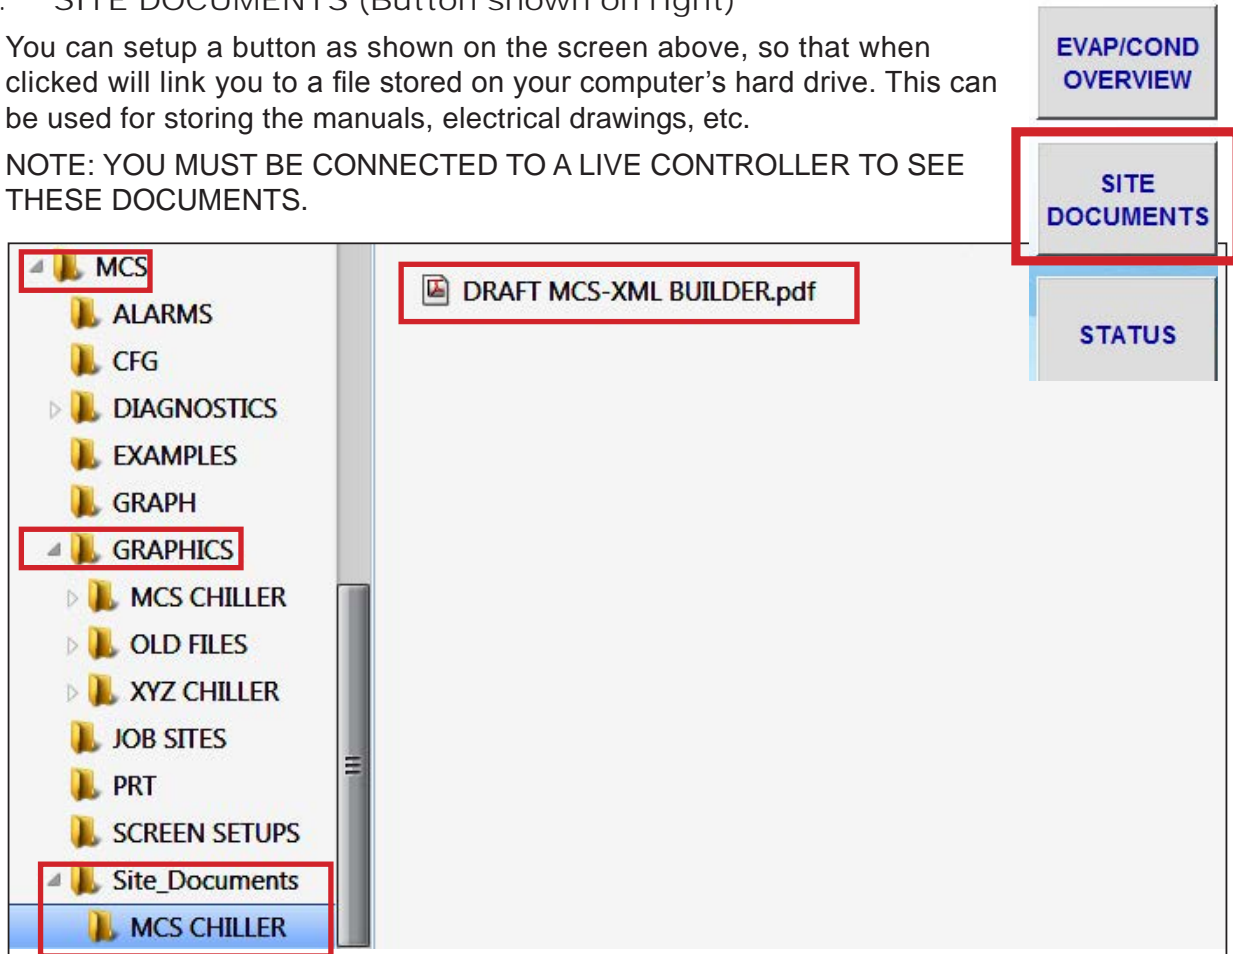 . SITE DOCUMENTS (Button shown on right)
You can setup a button as shown on the screen above, so that when
clicked will link you to a file stored on your computer's hard drive. This can
be used for storing the manuals, electrical drawings, etc.
NOTE: YOU MUST BE CONNECTED TO A LIVE CONTROLLER TO SEE
THESE DOCUMENTS.
EVAP/COND
OVERVIEW
SITE
DOCUMENTS
STATUS
MCS
ALARMS
CFG
DIAGNOSTICS
EXAMPLES
GRAPH
GRAPHICS
MCS CHILLER
OLD FILES
XYZ CHILLER
JOB SITES
PRT
SCREEN SETUPS
Site_Documents
MCS CHILLER
DRAFT MCS-XML BUILDER.pdf